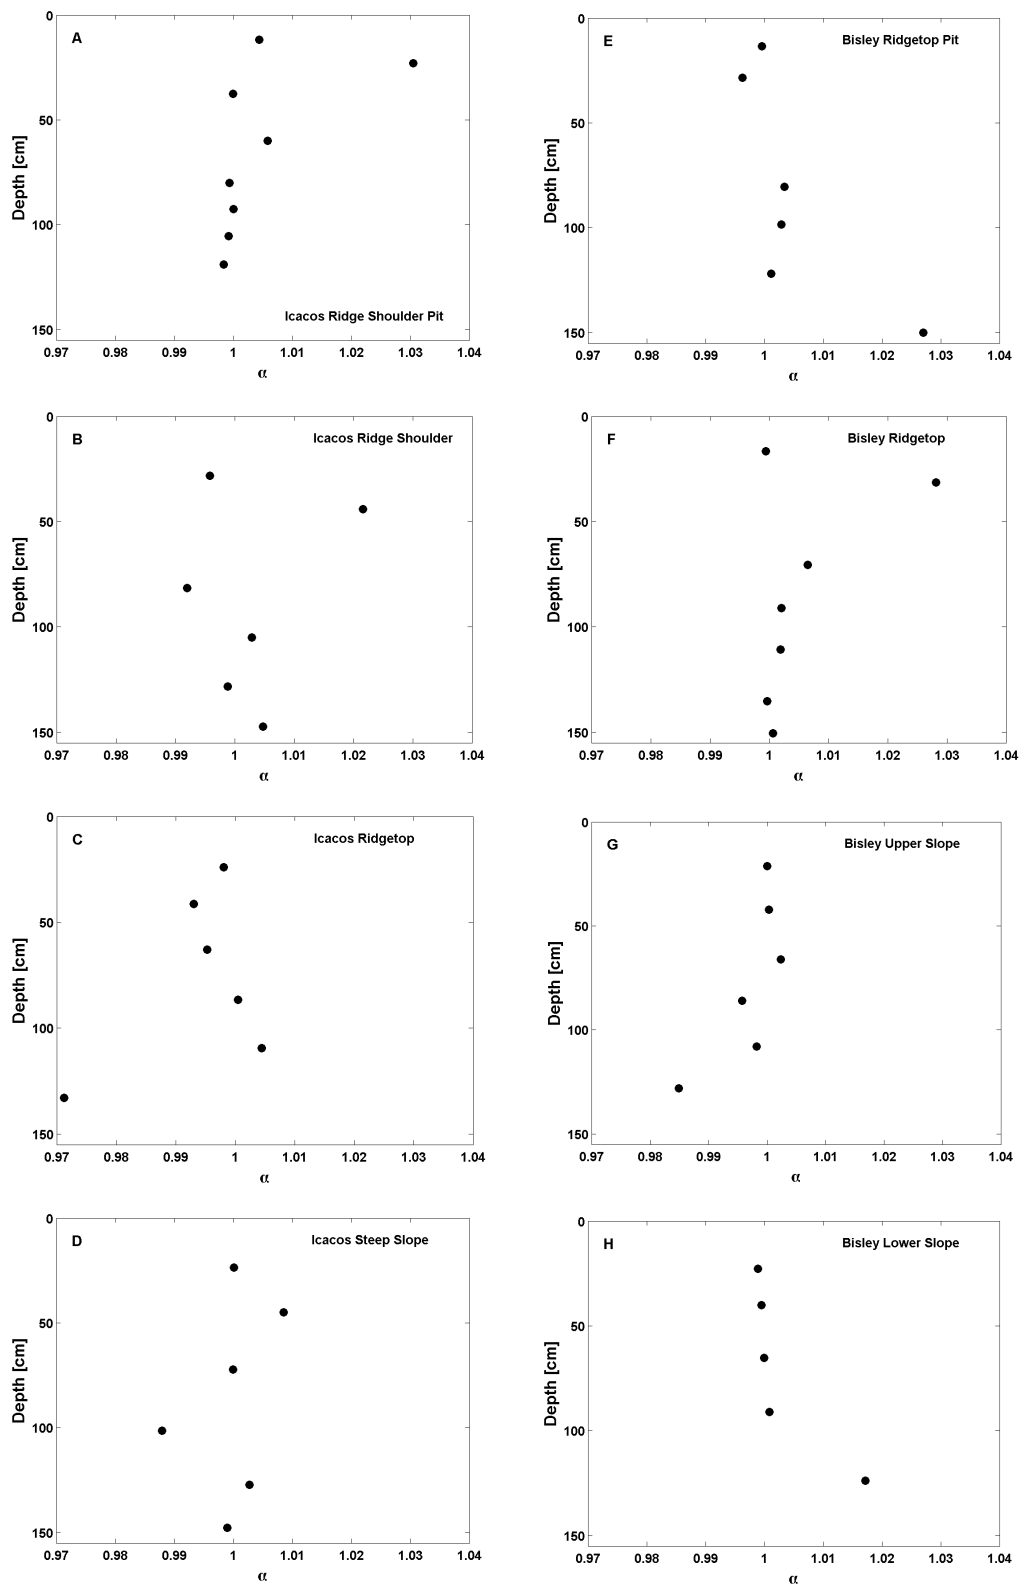 0
A
50
Depth [cm]
100
Icacos Ridge Shoulder Pit
150
0.97 0.98 0.99 1 1.01 1.02 1.03 1.04
α
0
E Bisley Ridgetop Pit
50
Depth [cm]
100
150
0.97 0.98 0.99 1 1.01 1.02 1.03 1.04
α
0
B Icacos Ridge Shoulder
50
Depth [cm]
100
150
0.97 0.98 0.99 1 1.01 1.02 1.03 1.04
α
0
F Bisley Ridgetop
50
Depth [cm]
100
150
0.97 0.98 0.99 1 1.01 1.02 1.03 1.04
α
0
C Icacos Ridgetop
50
Depth [cm]
100
150
0.97 0.98 0.99 1 1.01 1.02 1.03 1.04
α
0
G Bisley Upper Slope
50
Depth [cm]
100
150
0.97 0.98 0.99 1 1.01 1.02 1.03 1.04
α
0
D Icacos Steep Slope
50
Depth [cm]
100
150
0.97 0.98 0.99 1 1.01 1.02 1.03 1.04
α
0
H Bisley Lower Slope
50
Depth [cm]
100
150
0.97 0.98 0.99 1 1.01 1.02 1.03 1.04
α